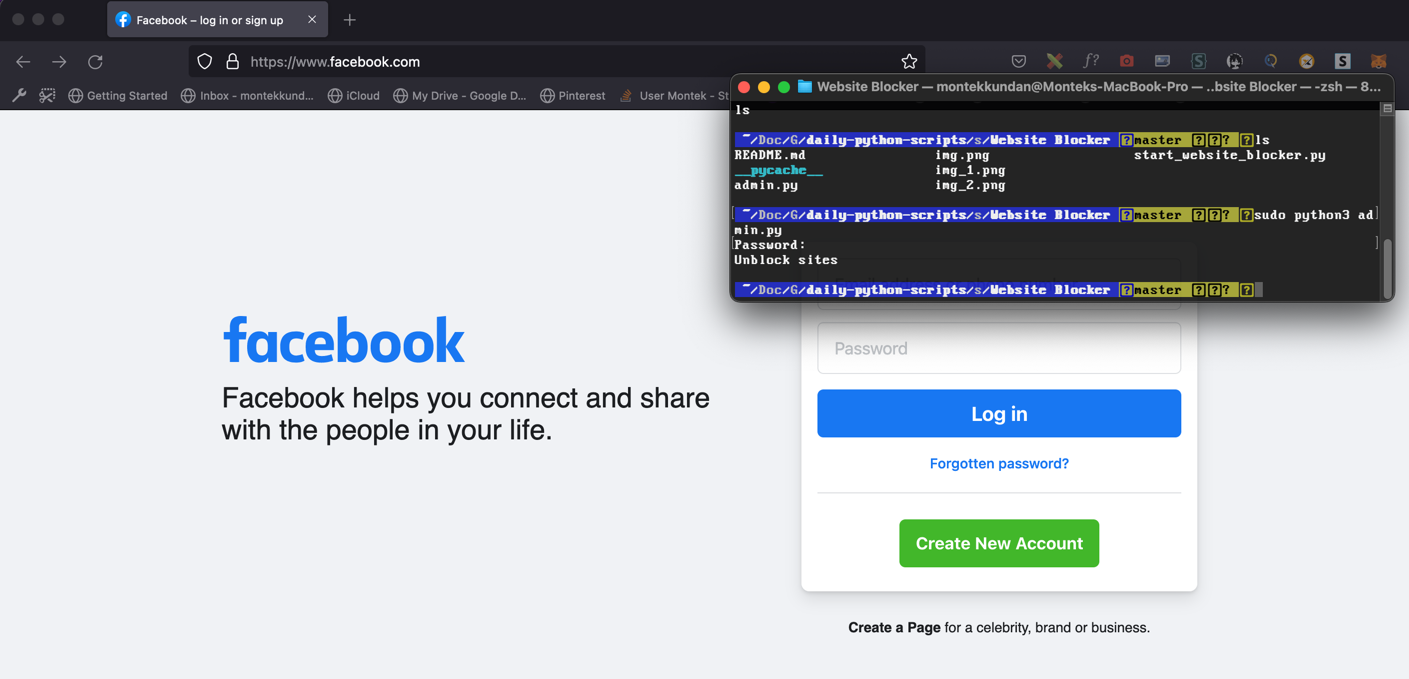 Facebook – log in or sign up
https://www.facebook.com
Getting Started
Inbox - montekkund...
iCloud
My Drive - Google D...
Pinterest
User Montek - St
Website Blocker — montekkundan@Monteks-MacBook-Pro — ..bsite Blocker — -zsh — 8...
ls
~/Doc/G/daily-python-scripts/s/Website Blocker ?master ??? ?ls
README.md img.png start_website_blocker.py
__pycache__ img_1.png
admin.py img_2.png
[ ~/Doc/G/daily-python-scripts/s/Website Blocker ?master ??? ?sudo python3 ad]
min.py
[Password: ]
Unblock sites
~/Doc/G/daily-python-scripts/s/Website Blocker ?master ??? ?
facebook
Facebook helps you connect and share
with the people in your life.
Password
Log in
Forgotten password?
Create New Account
Create a Page for a celebrity, brand or business.